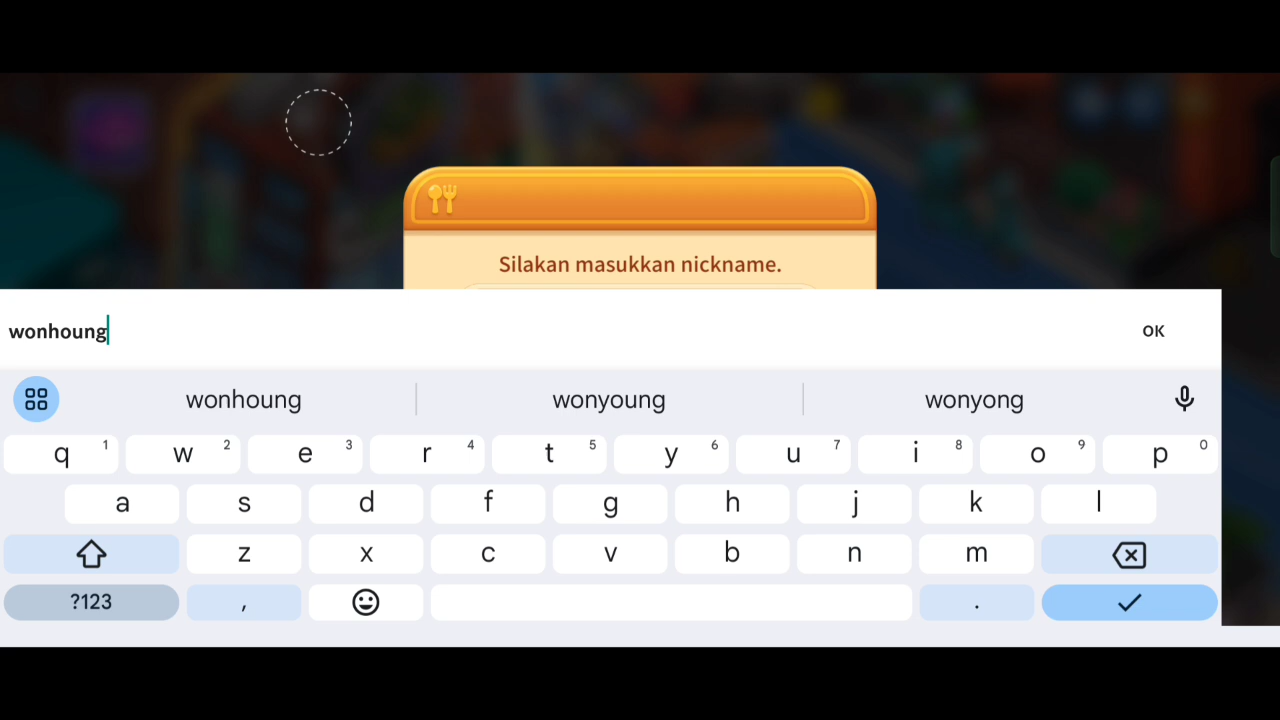 Silakan masukkan nickname.
wonhoung OK
wonhoung wonyoung wonyong
q 1 w 2 e 3 r 4 t 5 y 6 u 7 i 8 o 9 p 0
a s d f g h j k l
z x c v b n m
?123 , .